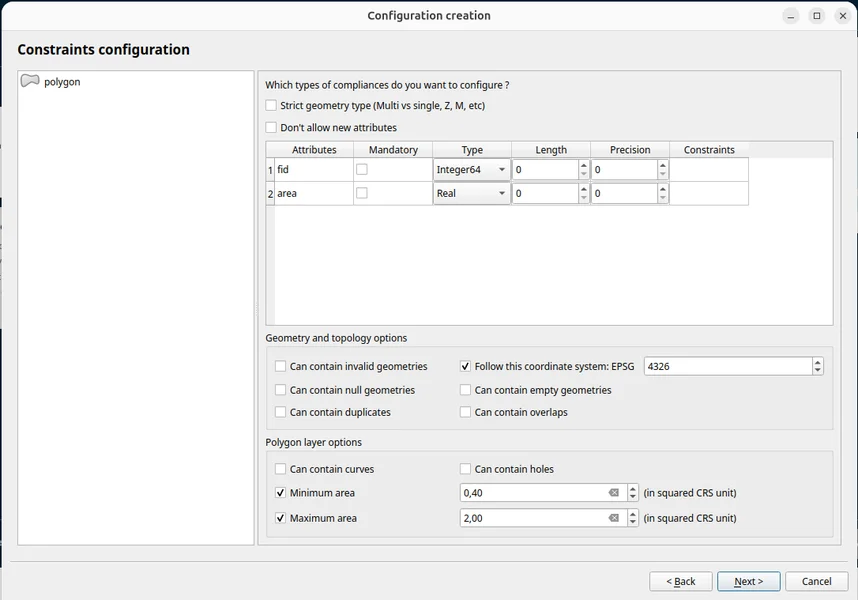 Configuration creation
Constraints configuration
polygon
Which types of compliances do you want to configure ?
Strict geometry type (Multi vs single, Z, M, etc)
Don't allow new attributes
Attributes Mandatory Type Length Precision Constraints
1 fid Integer64 0 0
2 area Real 0 0
Geometry and topology options
Can contain invalid geometries Follow this coordinate system: EPSG 4326
Can contain null geometries Can contain empty geometries
Can contain duplicates Can contain overlaps
Polygon layer options
Can contain curves Can contain holes
Minimum area 0,40 (in squared CRS unit)
Maximum area 2,00 (in squared CRS unit)
< Back Next > Cancel